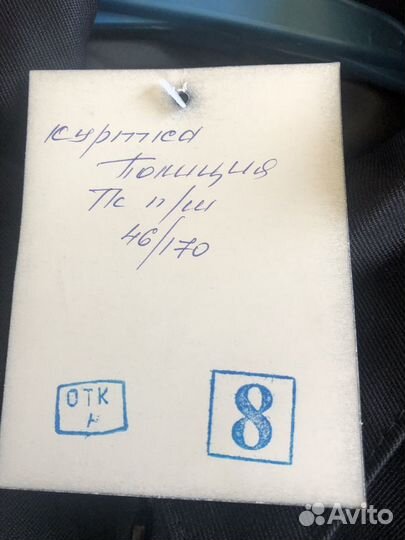 куртка
Полиция
Пс п/ш
46/170
ОТК
8
Avito